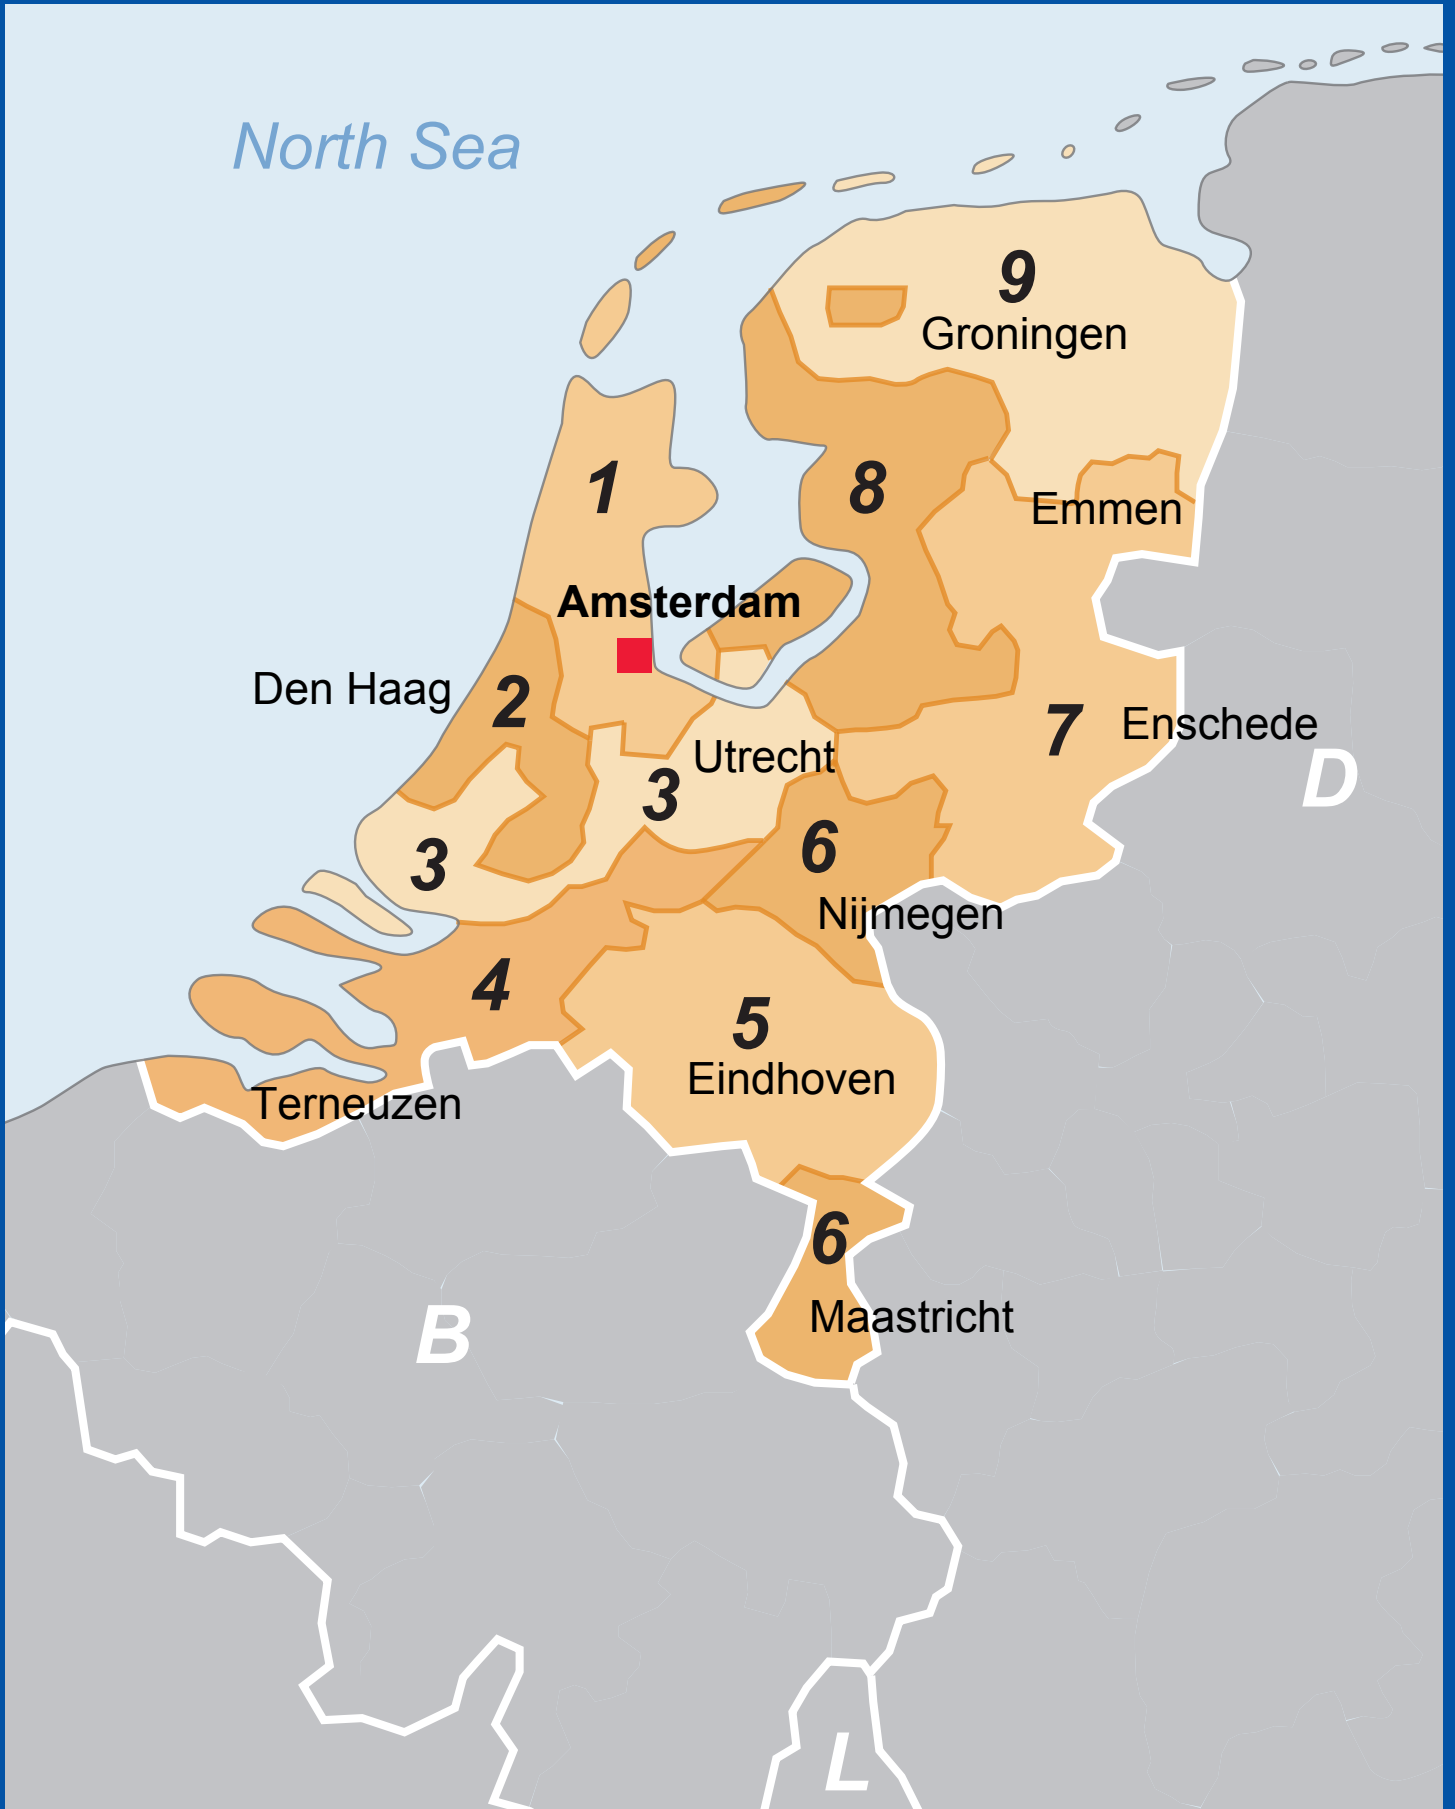 North Sea
9
Groningen
1
8
Emmen
Amsterdam
Den Haag
2
7
Enschede
Utrecht
3
D
6
3
Nijmegen
4
5
Eindhoven
Terneuzen
6
Maastricht
B
L